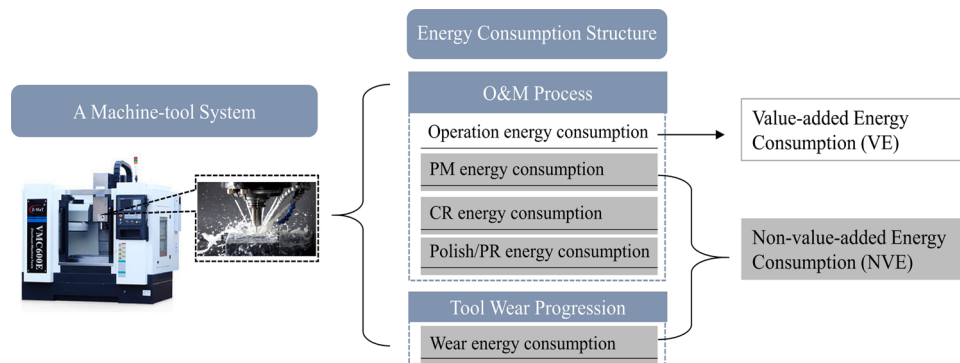 Energy Consumption Structure
A Machine-tool System
O&M Process
Operation energy consumption
PM energy consumption
CR energy consumption
Polish/PR energy consumption
Tool Wear Progression
Wear energy consumption
Value-added Energy
Consumption (VE)
Non-value-added Energy
Consumption (NVE)
VMC600E